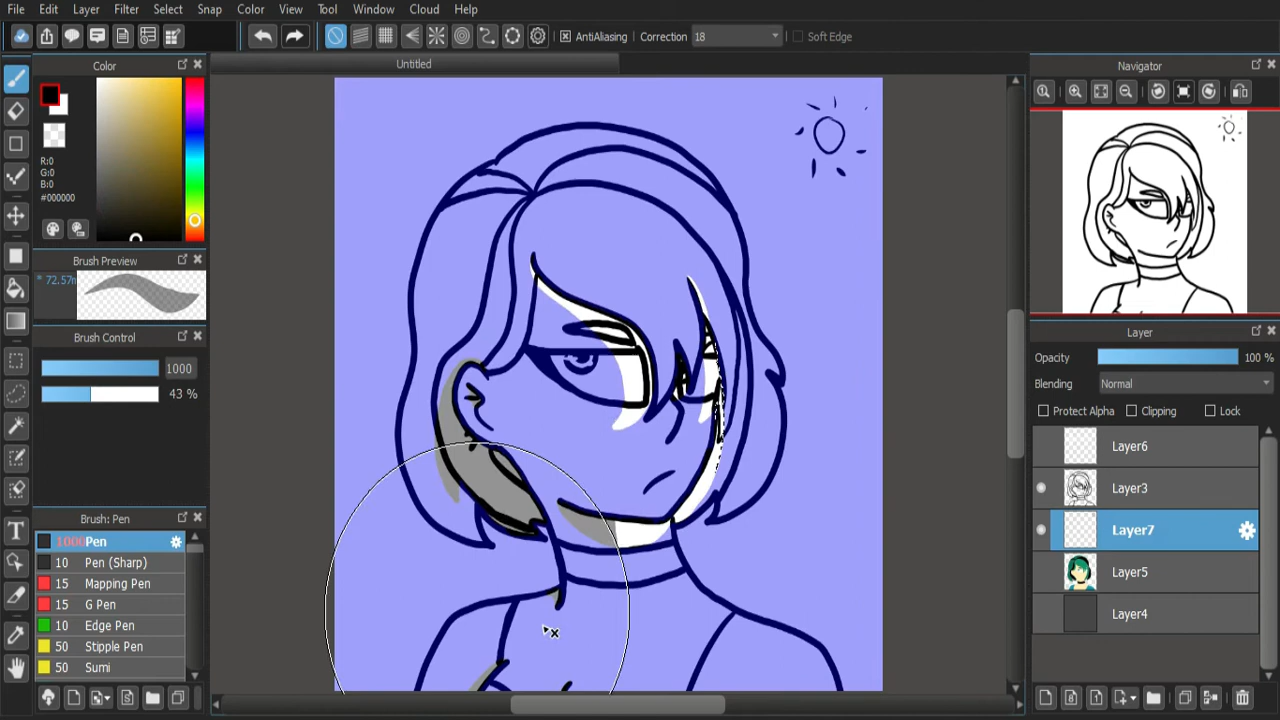 File Edit Layer Filter Select Snap Color View Tool Window Cloud Help
AntiAliasing Correction 18 Soft Edge
Color
Untitled
Navigator
R:0
G:0
B:0
#000000
Brush Preview
* 72.57m
Brush Control
1000
43 %
Brush: Pen
1000 Pen
10 Pen (Sharp)
15 Mapping Pen
15 G Pen
10 Edge Pen
50 Stipple Pen
50 Sumi
Layer
Opacity 100 %
Blending Normal
Protect Alpha Clipping Lock
Layer6
Layer3
Layer7
Layer5
Layer4